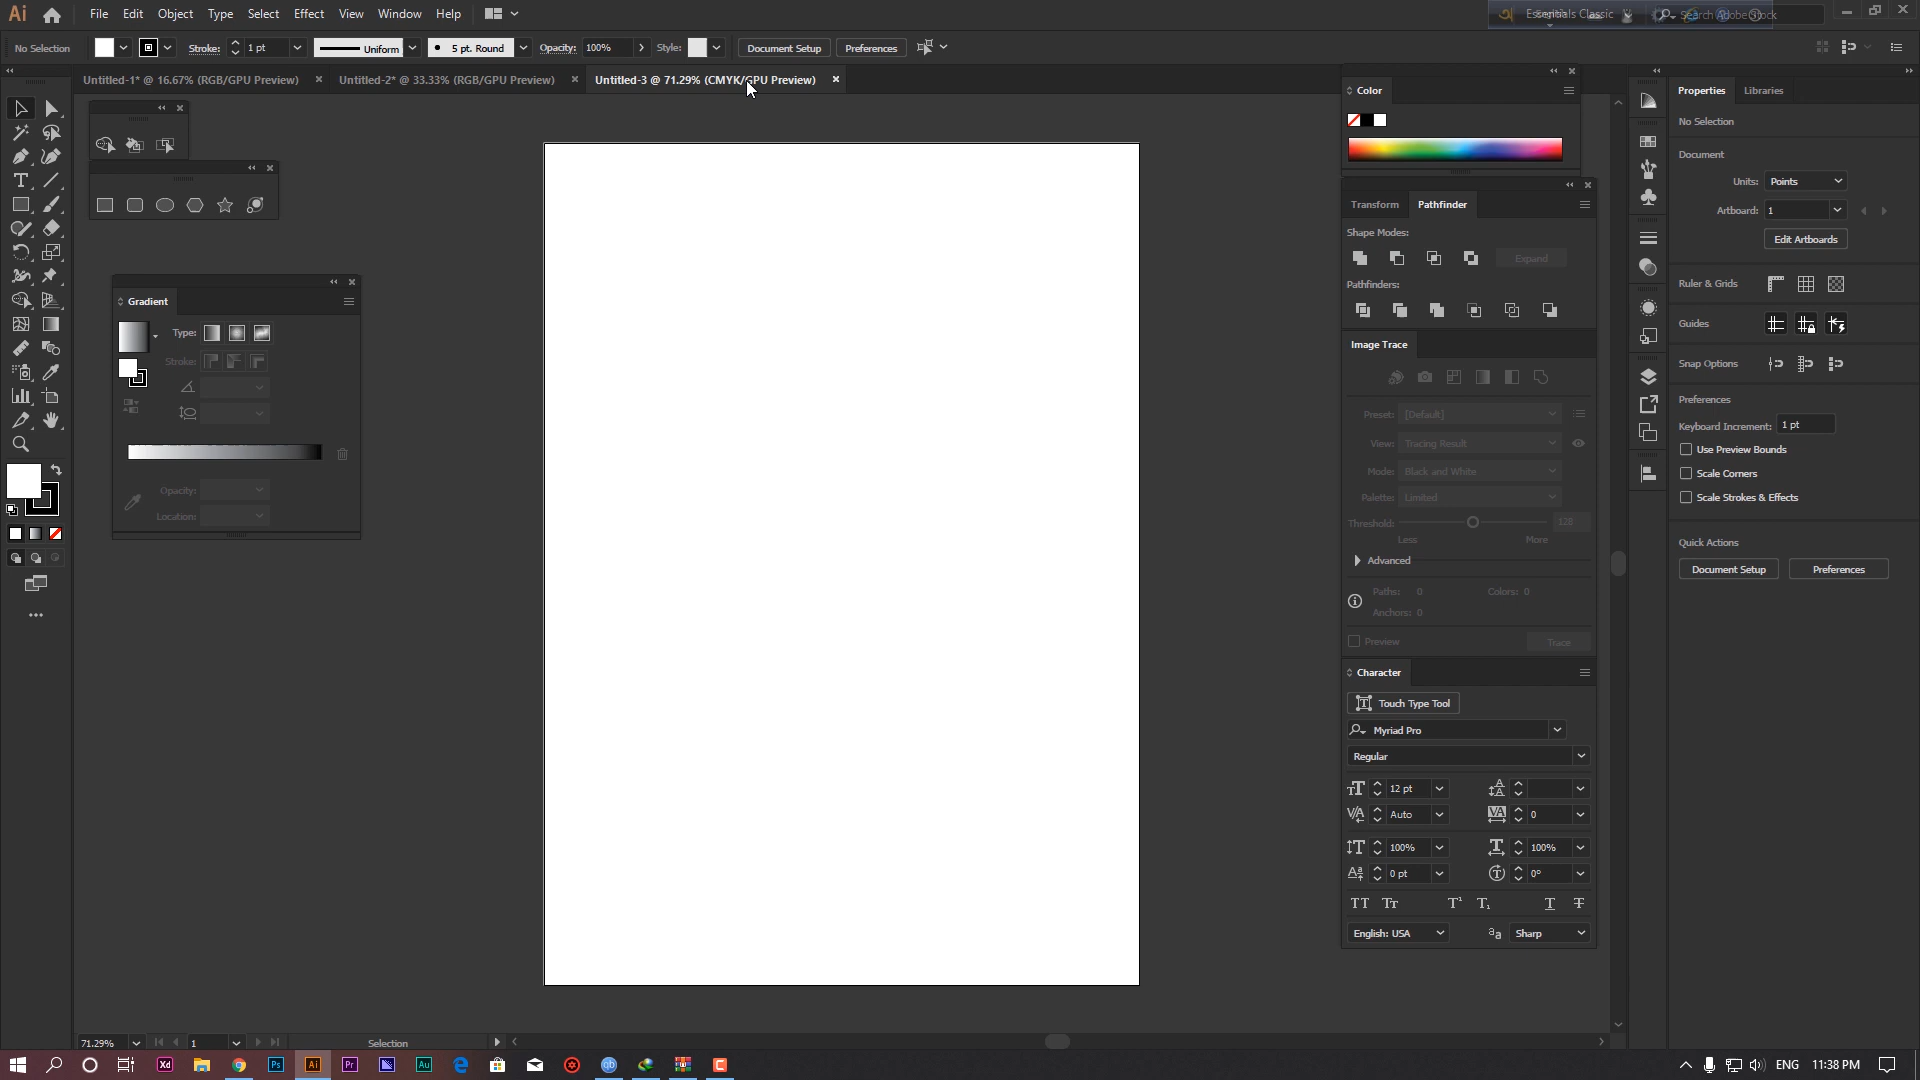 Ai File Edit Object Type Select Effect View Window Help Essentials Classic Search Adobe Stock
No Selection Stroke: 1 pt Uniform 5 pt. Round Opacity: 100% Style: Document Setup Preferences
Untitled-1* @ 16.67% (RGB/GPU Preview) Untitled-2* @ 33.33% (RGB/GPU Preview) Untitled-3 @ 71.29% (CMYK/GPU Preview)
Gradient
Type:
Stroke:
Opacity:
Location:
Color
Transform Pathfinder
Shape Modes:
Expand
Pathfinders:
Image Trace
Preset: [Default]
View: Tracing Result
Mode: Black and White
Palette: Limited
Threshold: 128
Less More
Advanced
Paths: 0 Colors: 0
Anchors: 0
Preview Trace
Character
Touch Type Tool
Myriad Pro
Regular
12 pt
Auto 0
100% 100%
0 pt 0°
English: USA Sharp
Properties Libraries
No Selection
Document
Units: Points
Artboard: 1
Edit Artboards
Ruler & Grids
Guides
Snap Options
Preferences
Keyboard Increment: 1 pt
Use Preview Bounds
Scale Corners
Scale Strokes & Effects
Quick Actions
Document Setup Preferences
71.29% 1 Selection
Xd Ps Ai Pr Au qb ENG 11:38 PM